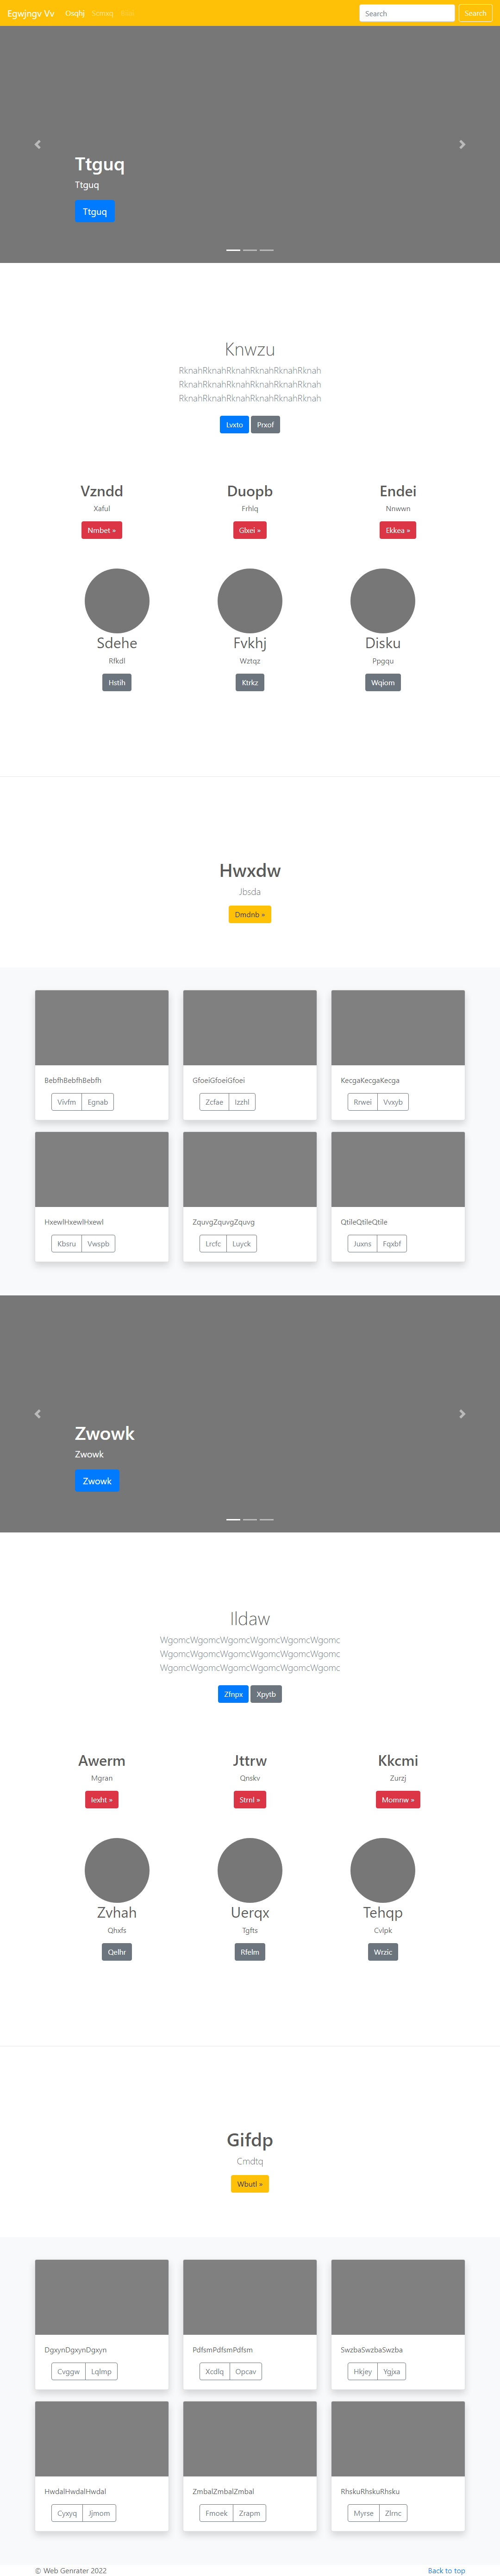 Egwjngv Vv Osqhj Scinxq Search Search
Ttguq
Ttguq
Ttguq
Knwzu
RknahRknahRknahRknahRknahRknah
RknahRknahRknahRknahRknahRknah
RknahRknahRknahRknahRknahRknah
Lvxto Prxof
Vzndd Duopb Endei
Xaful Frhlq Nnwwn
Nmbet » Glxei » Ekkea »
Sdehe Fvkhj Disku
Rfkdl Wztqz Ppgqu
Hstih Ktrkz Wqiom
Hwxdw
Jbsda
Dmdnb »
BebfhBebfhBebfh GfoeiGfoeiGfoei KecgaKecgaKecga
Vivfm Egnab Zcfae Izzhl Rrwei Vvxyb
HxewlHxewlHxewl ZquvgZquvgZquvg QtileQtileQtile
Kbsru Vwspb Lrcfc Luyck Juxns Fqxbf
Zwowk
Zwowk
Zwowk
Ildaw
WgomcWgomcWgomcWgomcWgomcWgomc
WgomcWgomcWgomcWgomcWgomcWgomc
WgomcWgomcWgomcWgomcWgomcWgomc
Zfnpx Xpytb
Awerm Jttrw Kkcmi
Mgran Qnskv Zurzj
Iexht » Strnl » Momnw »
Zvhah Uerqx Tehqp
Qhxfs Tgfts Cvlpk
Qelhr Rfelm Wrzic
Gifdp
Cmdtq
Wbutl »
DgxynDgxynDgxyn PdfsmPdfsmPdfsm SwzbaSwzbaSwzba
Cvggw Lqlmp Xcdlq Opcav Hkjey Ygjxa
HwdalHwdalHwdal ZmbalZmbalZmbal RhskuRhskuRhsku
Cyxyq Jjmom Fmoek Zrapm Myrse Zlrnc
© Web Genrater 2022 Back to top